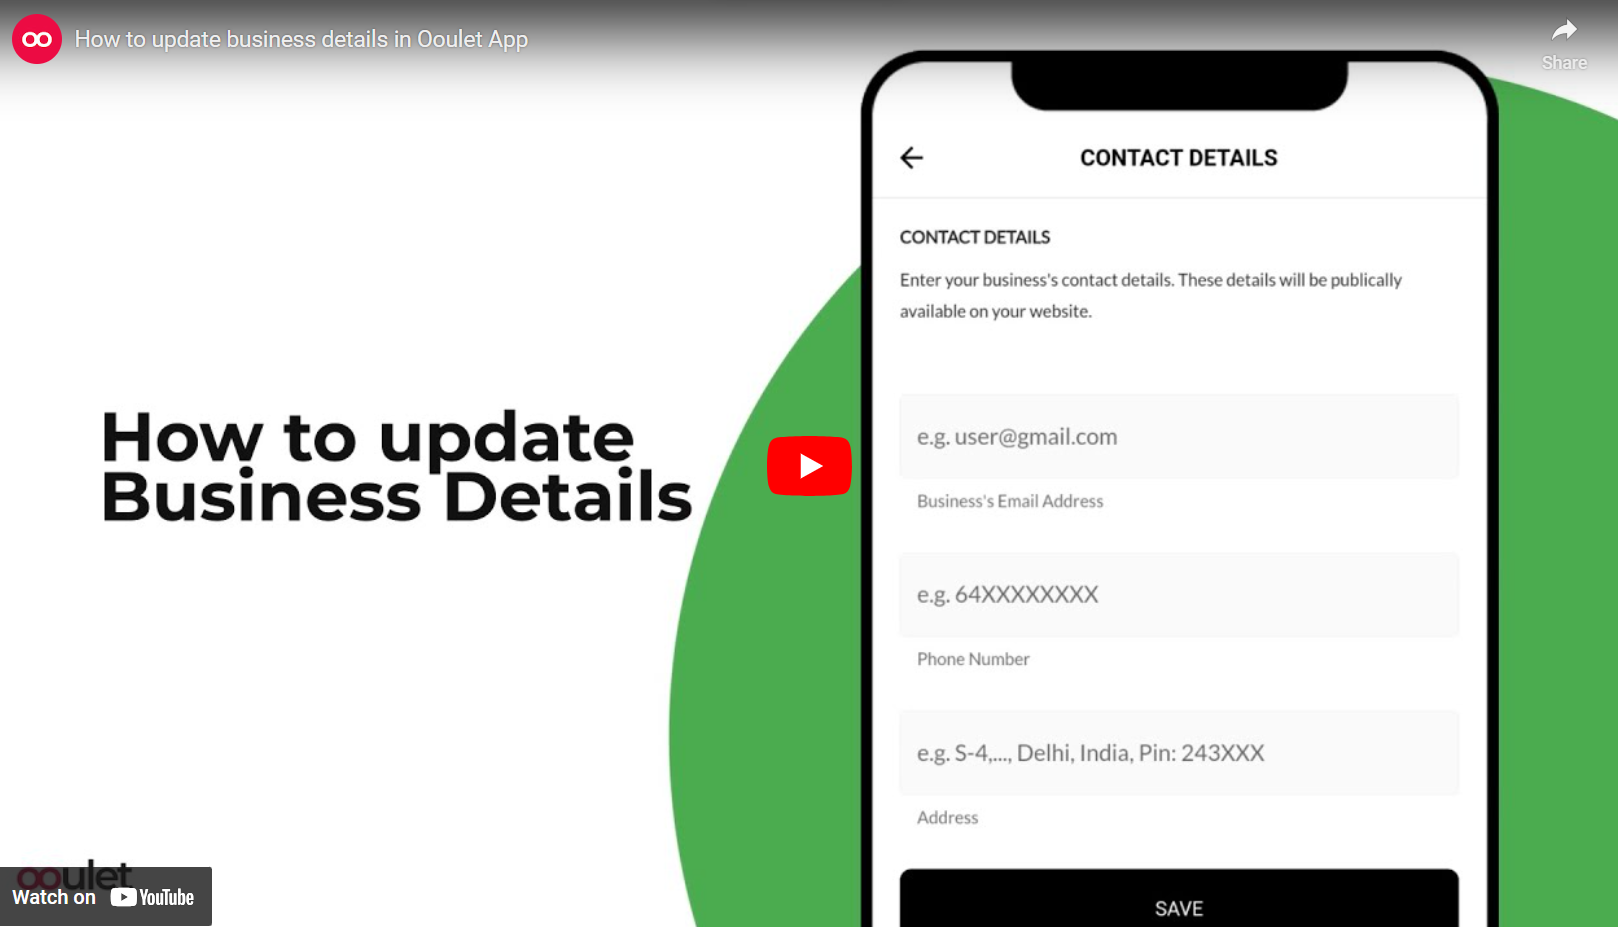 How to update business details in Ooulet App
Share
CONTACT DETAILS
CONTACT DETAILS
Enter your business's contact details. These details will be publically
available on your website.
How to update
Business Details
e.g. user@gmail.com
Business's Email Address
e.g. 64XXXXXXXX
Phone Number
e.g. S-4,..., Delhi, India, Pin: 243XXX
Address
SAVE
ooulet
Watch on YouTube